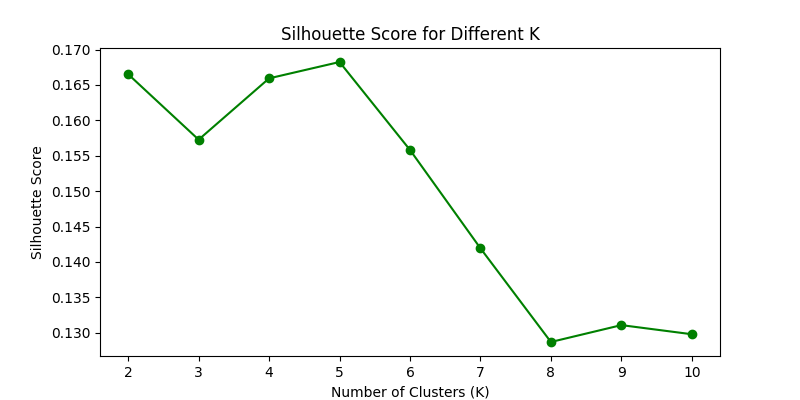 Silhouette Score for Different K
Silhouette Score
0.170
0.165
0.160
0.155
0.150
0.145
0.140
0.135
0.130
2 3 4 5 6 7 8 9 10
Number of Clusters (K)